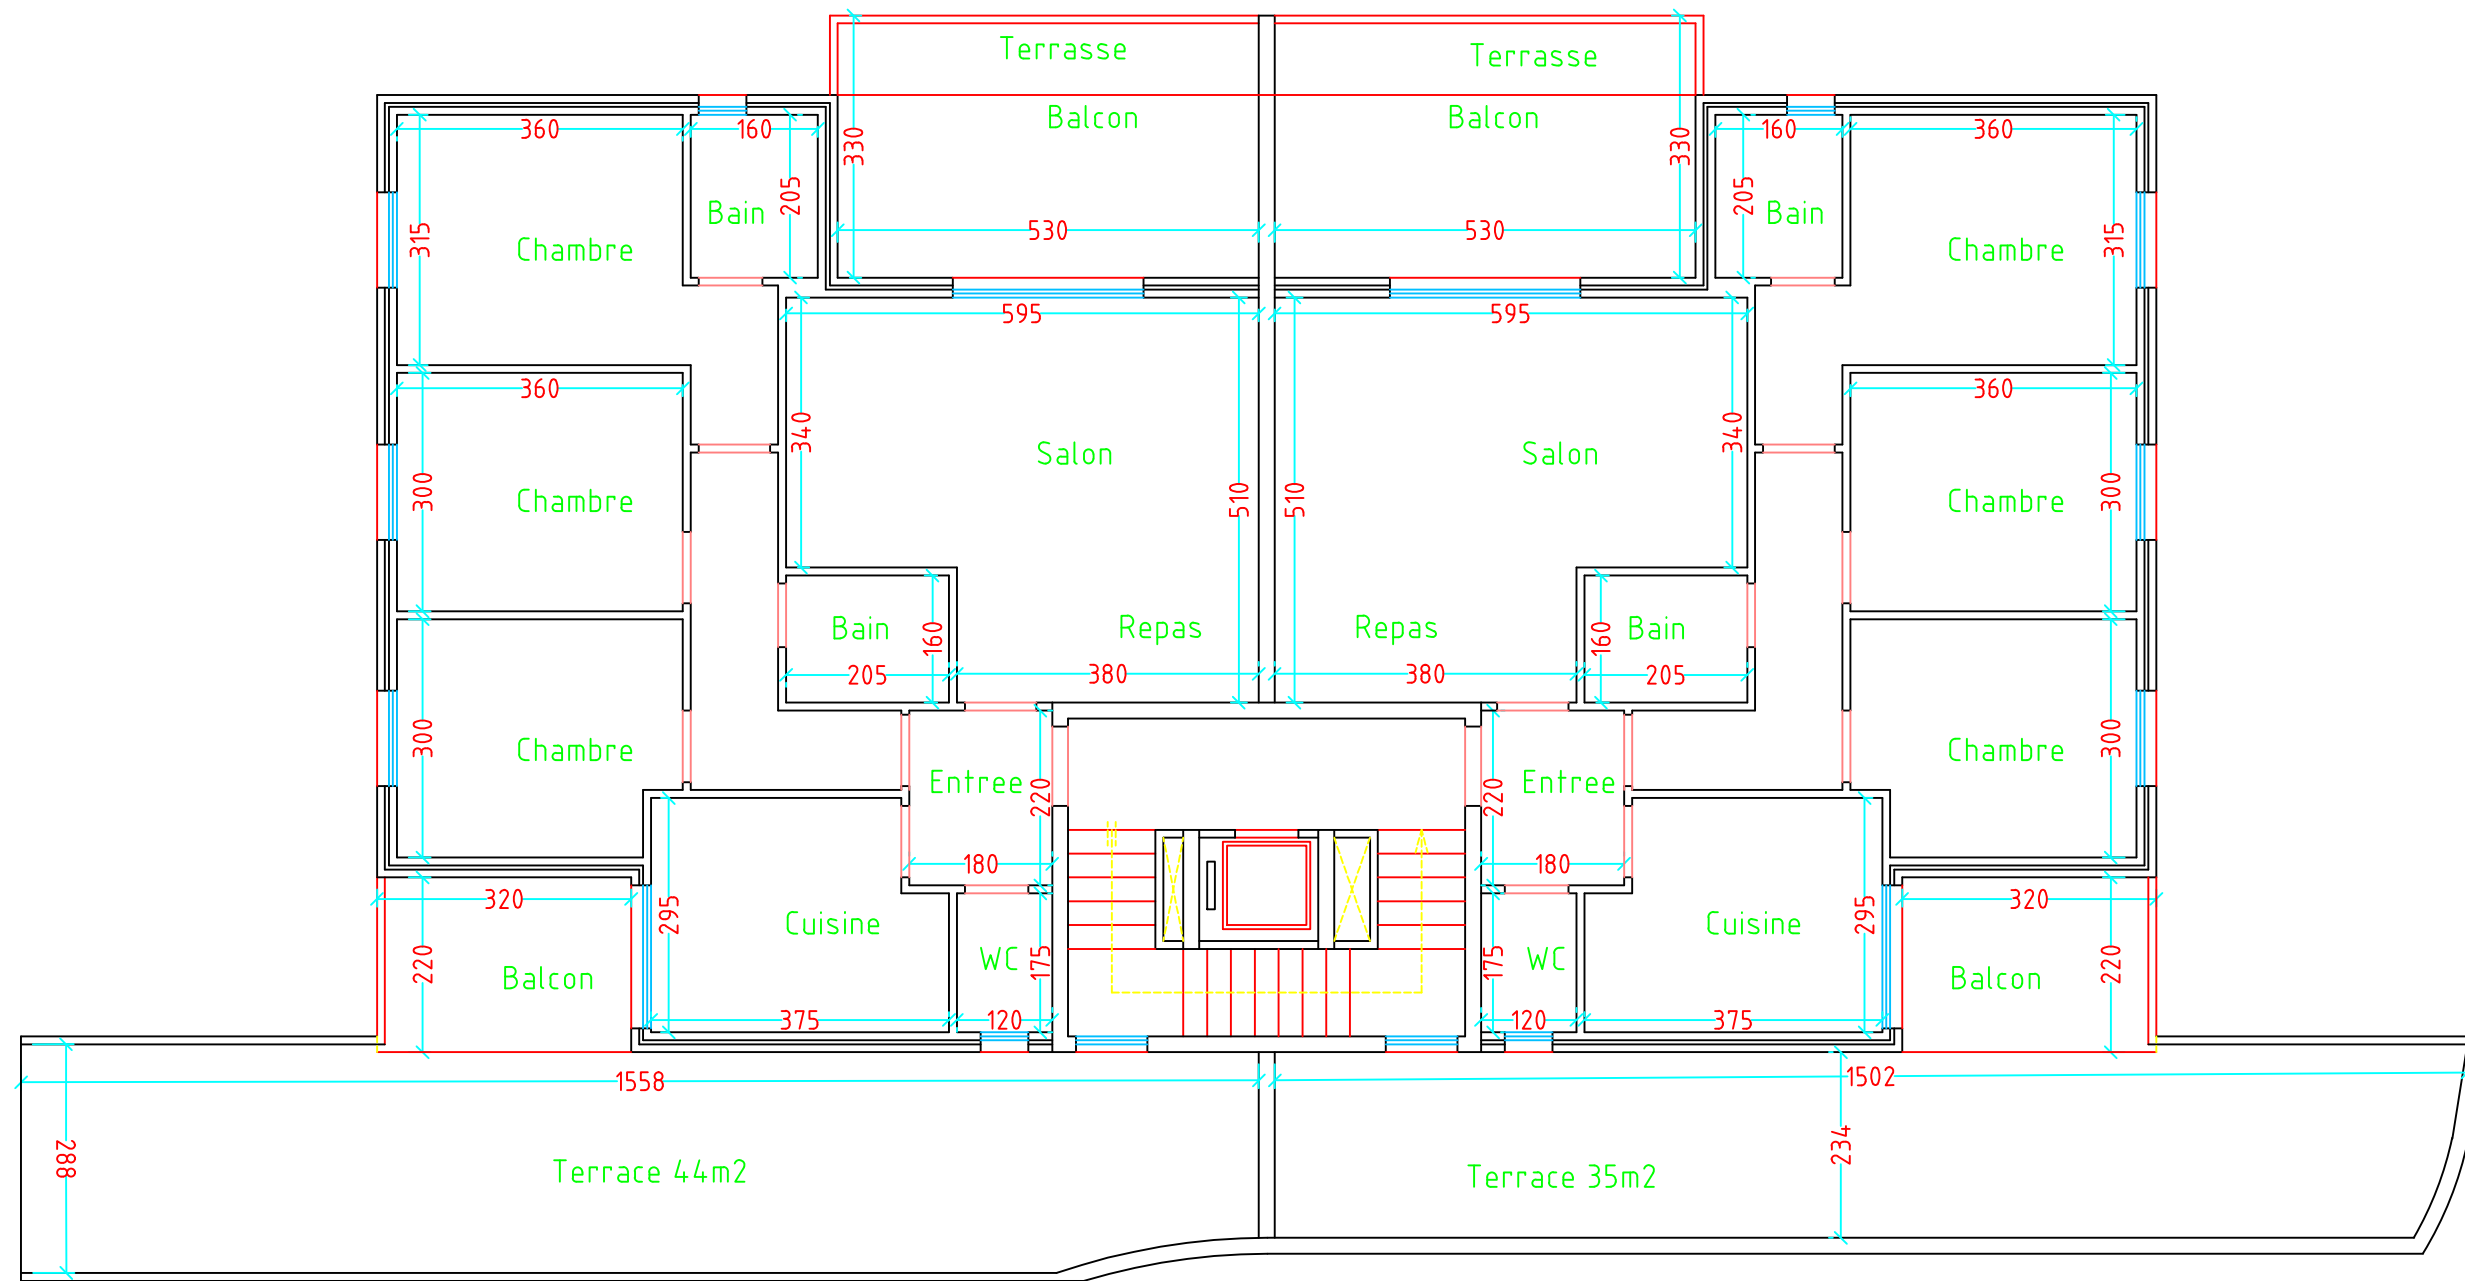 Terrasse
Terrasse
Balcon
Balcon
330
330
360
160
160
360
205
205
Bain
Bain
315
315
Chambre
Chambre
530
530
595
595
360
360
340
340
Salon
Salon
300
300
510
510
Chambre
Chambre
Bain
Repas
Repas
Bain
160
160
205
380
380
205
300
300
Chambre
Chambre
Entree
Entree
220
220
180
180
320
320
295
295
Cuisine
Cuisine
WC
WC
175
175
220
220
Balcon
Balcon
375
120
120
375
1558
1502
288
234
Terrace 44m2
Terrace 35m2